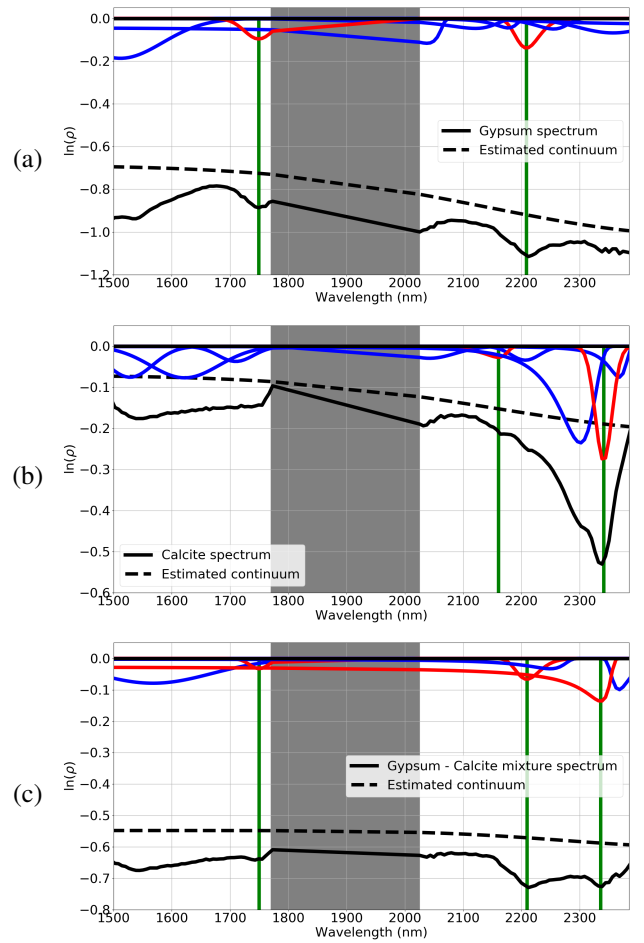 0.0
−0.2
−0.4
−0.6
−0.8
−1.0
−1.2
ln(ρ)
(a)
Gypsum spectrum
Estimated continuum
1500 1600 1700 1800 1900 2000 2100 2200 2300
Wavelength (nm)
0.0
−0.1
−0.2
−0.3
−0.4
−0.5
−0.6
ln(ρ)
(b)
Calcite spectrum
Estimated continuum
1500 1600 1700 1800 1900 2000 2100 2200 2300
Wavelength (nm)
0.0
−0.1
−0.2
−0.3
−0.4
−0.5
−0.6
−0.7
−0.8
ln(ρ)
(c)
Gypsum - Calcite mixture spectrum
Estimated continuum
1500 1600 1700 1800 1900 2000 2100 2200 2300
Wavelength (nm)